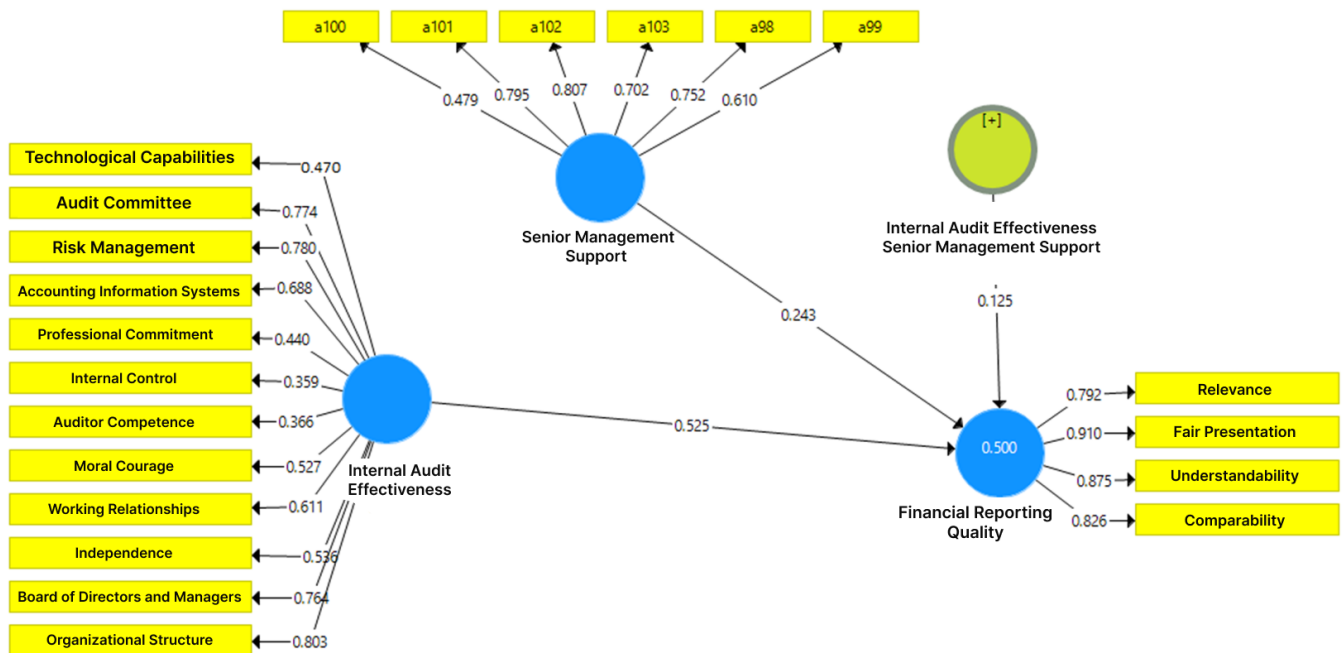 a100
a101
a102
a103
a98
a99
0.479
0.795
0.807
0.702
0.752
0.610
[+]
Technological Capabilities
0.470
Audit Committee
0.774
Risk Management
0.780
Accounting Information Systems
0.688
Professional Commitment
0.440
Internal Control
0.359
Auditor Competence
0.366
Moral Courage
0.527
Working Relationships
0.611
Independence
0.536
Board of Directors and Managers
0.764
Organizational Structure
0.803
Senior Management
Support
Internal Audit Effectiveness
Senior Management Support
0.243
0.125
0.525
Internal Audit
Effectiveness
0.500
Financial Reporting
Quality
0.792
Relevance
0.910
Fair Presentation
0.875
Understandability
0.826
Comparability